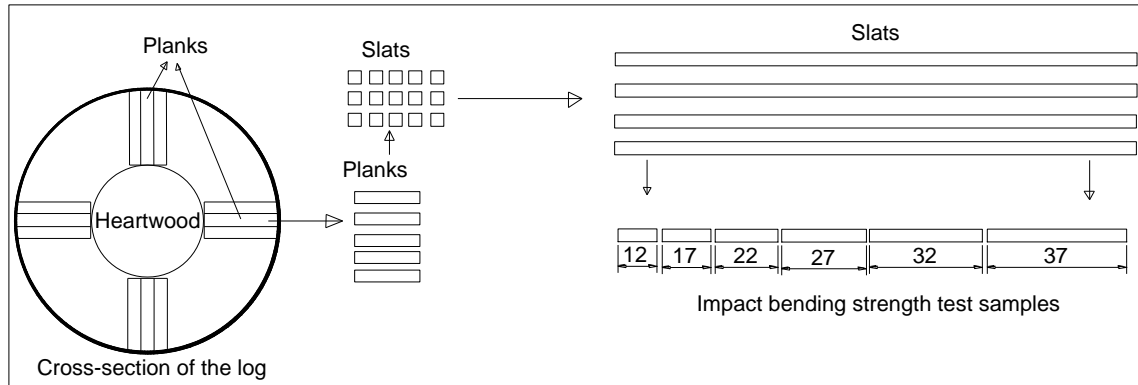 Planks
Heartwood
Cross-section of the log
Slats
Planks
Slats
12 17 22 27 32 37
Impact bending strength test samples